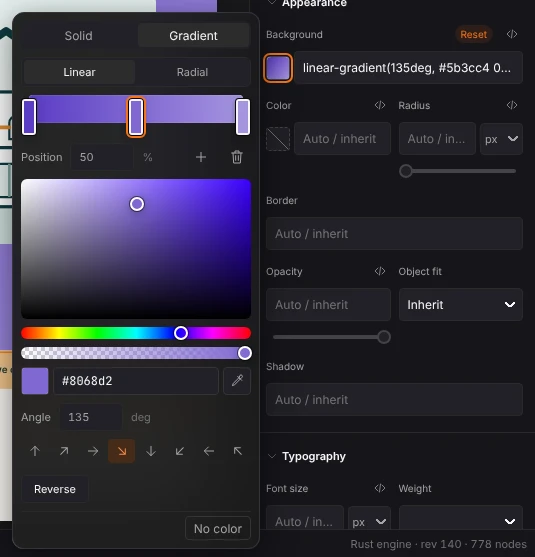 Solid
Gradient
Linear
Radial
Position 50 %
#8068d2
Angle 135 deg
Reverse
No color
Appearance
Background Reset
linear-gradient(135deg, #5b3cc4 0...
Color Radius
Auto / inherit Auto / in... px
Border
Auto / inherit
Opacity Object fit
Auto / inherit Inherit
Shadow
Auto / inherit
Typography
Font size Weight
Auto / in... px
Rust engine · rev 140 · 778 nodes